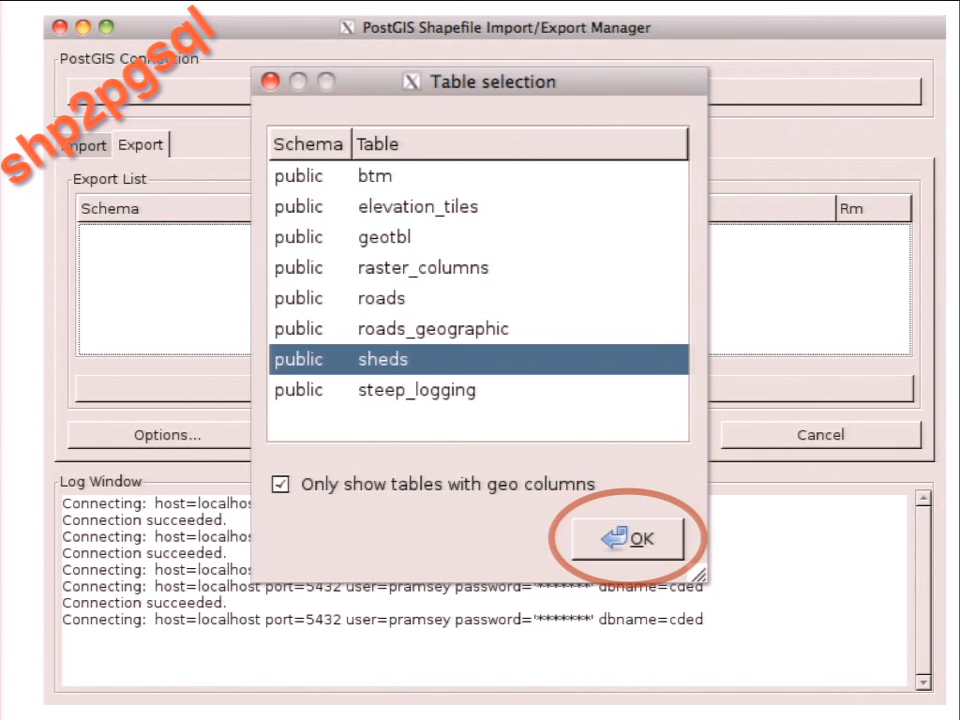 shp2pgsql
PostGIS Shapefile Import/Export Manager
PostGIS Connection
Import Export
Export List
Schema
Rm
Table selection
Schema Table
public btm
public elevation_tiles
public geotbl
public raster_columns
public roads
public roads_geographic
public sheds
public steep_logging
Only show tables with geo columns
OK
Options...
Cancel
Log Window
Connecting: host=localhos
Connection succeeded.
Connecting: host=localhos
Connection succeeded.
Connecting: host=localhos
Connecting: host=localhost port=5432 user=pramsey password='*******' dbname=cded
Connection succeeded.
Connecting: host=localhost port=5432 user=pramsey password='*******' dbname=cded